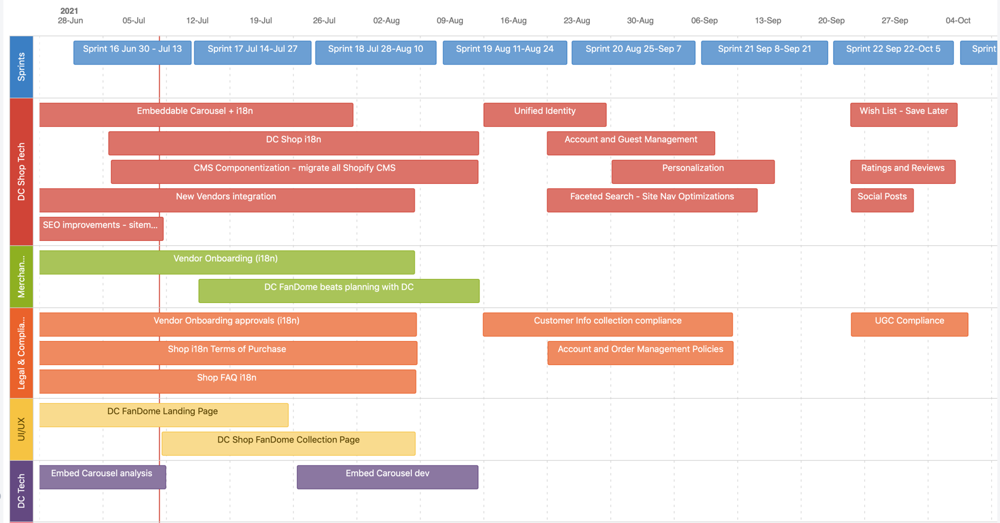 2021
28-Jun 05-Jul 12-Jul 19-Jul 26-Jul 02-Aug 09-Aug 16-Aug 23-Aug 30-Aug 06-Sep 13-Sep 20-Sep 27-Sep 04-Oct
Sprints
Sprint 16 Jun 30 - Jul 13 Sprint 17 Jul 14-Jul 27 Sprint 18 Jul 28-Aug 10 Sprint 19 Aug 11-Aug 24 Sprint 20 Aug 25-Sep 7 Sprint 21 Sep 8-Sep 21 Sprint 22 Sep 22-Oct 5 Sprint
DC Shop Tech
Embeddable Carousel + i18n Unified Identity Wish List - Save Later
DC Shop i18n Account and Guest Management
CMS Componentization - migrate all Shopify CMS Personalization Ratings and Reviews
New Vendors integration Faceted Search - Site Nav Optimizations Social Posts
SEO improvements - sitem...
Merchan...
Vendor Onboarding (i18n)
DC FanDome beats planning with DC
Legal & Complia...
Vendor Onboarding approvals (i18n) Customer Info collection compliance UGC Compliance
Shop i18n Terms of Purchase Account and Order Management Policies
Shop FAQ i18n
UI/UX
DC FanDome Landing Page
DC Shop FanDome Collection Page
DC Tech
Embed Carousel analysis Embed Carousel dev